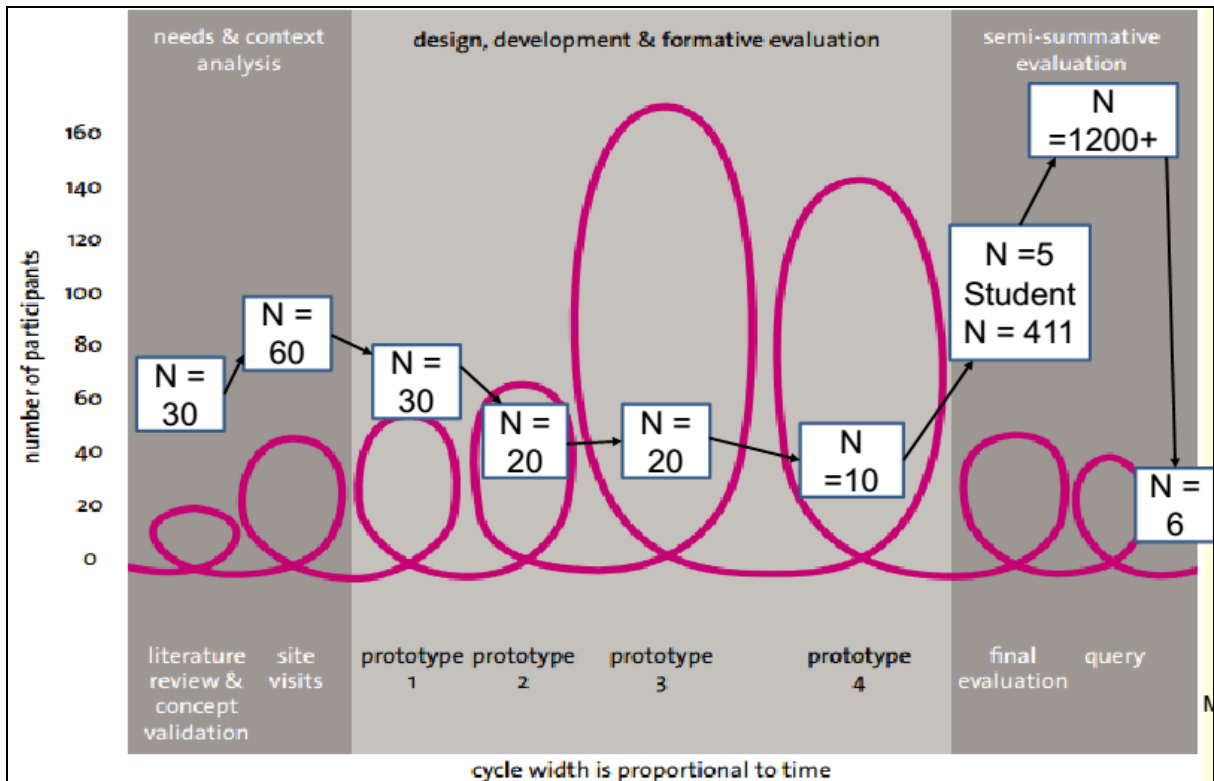 needs & context
analysis
design, development & formative evaluation
semi-summative
evaluation
number of participants
160
140
120
100
80
60
40
20
0
N =
30
N =
60
N =
30
N =
20
N =
20
N
=10
N =5
Student
N = 411
N
=1200+
N =
6
literature
review &
concept
validation
site
visits
prototype
1
prototype
2
prototype
3
prototype
4
final
evaluation
query
M
cycle width is proportional to time